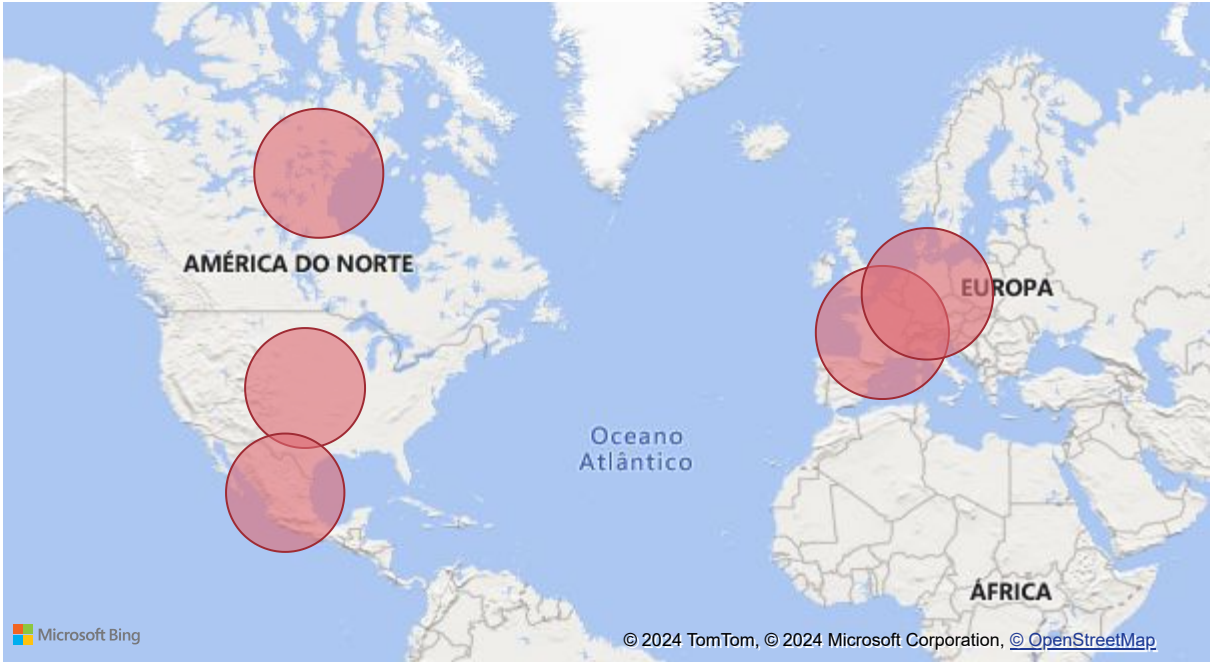 AMÉRICA DO NORTE
EUROPA
Oceano
Atlântico
ÁFRICA
Microsoft Bing
© 2024 TomTom, © 2024 Microsoft Corporation, © OpenStreetMap